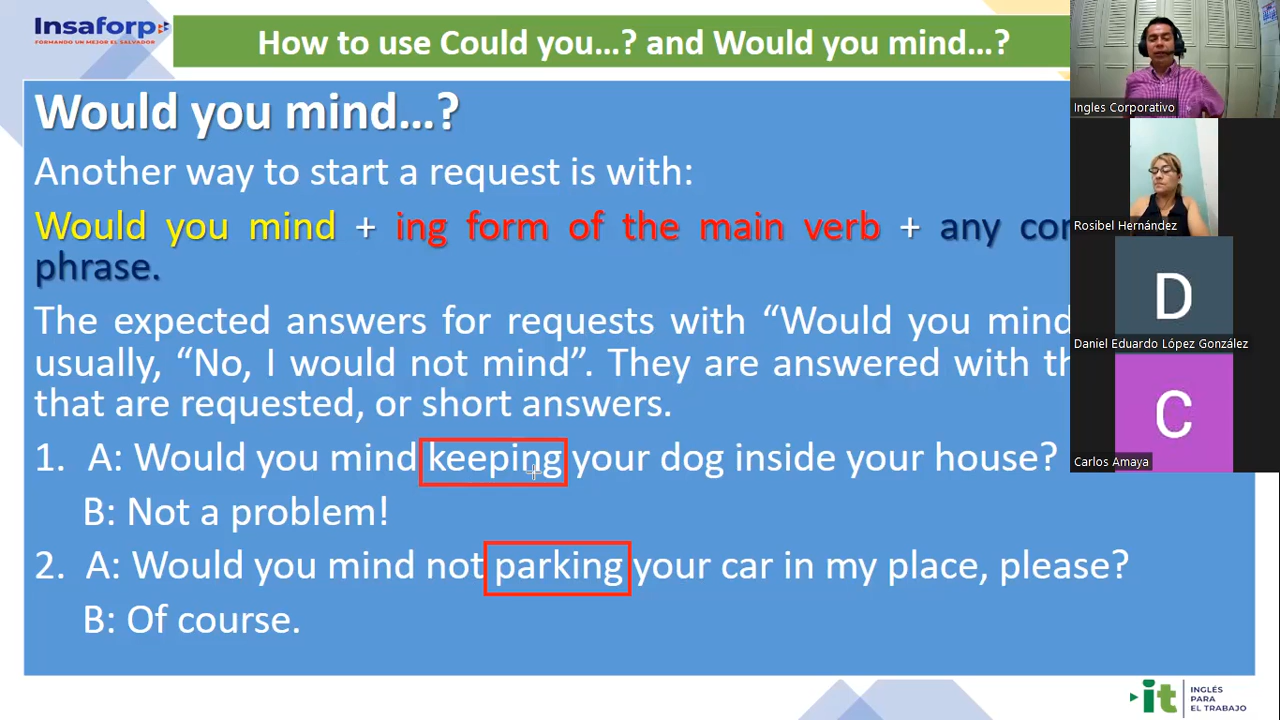 Insaforp
FORMANDO UN MEJOR EL SALVADOR
How to use Could you...? and Would you mind...?
Would you mind...?
Another way to start a request is with:
Would you mind + ing form of the main verb + any
phrase.
The expected answers for requests with “Would you mind
usually, “No, I would not mind”. They are answered with
that are requested, or short answers.
1. A: Would you mind keeping your dog inside your house?
B: Not a problem!
2. A: Would you mind not parking your car in my place, please?
B: Of course.
Ingles Corporativo
Rosibel Hernández
D
Daniel Eduardo López González
C
Carlos Amaya
it
INGLÉS
PARA
EL TRABAJO